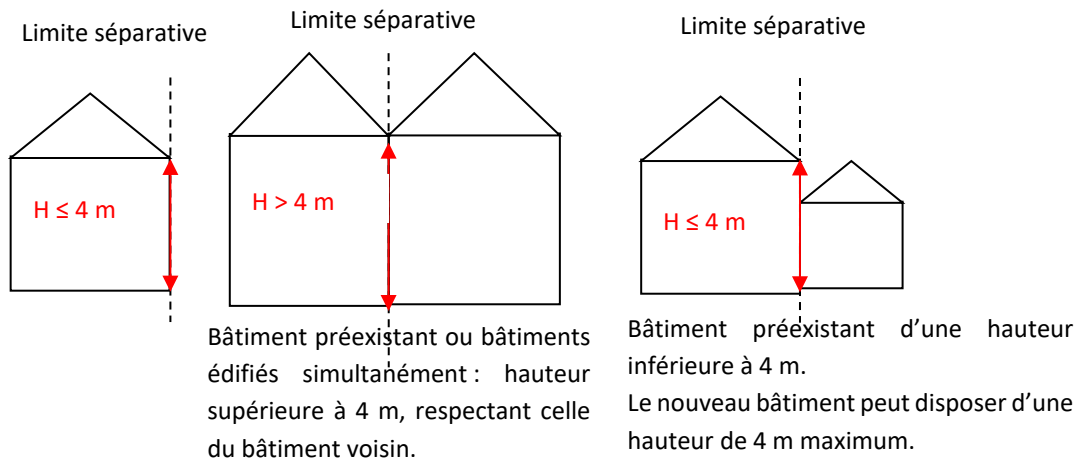 Limite séparative
Limite séparative
Limite séparative
H ≤ 4 m
H > 4 m
H ≤ 4 m
Bâtiment préexistant ou bâtiments
édifiés simultanément : hauteur
supérieure à 4 m, respectant celle
du bâtiment voisin.
Bâtiment préexistant d’une hauteur
inférieure à 4 m.
Le nouveau bâtiment peut disposer d’une
hauteur de 4 m maximum.